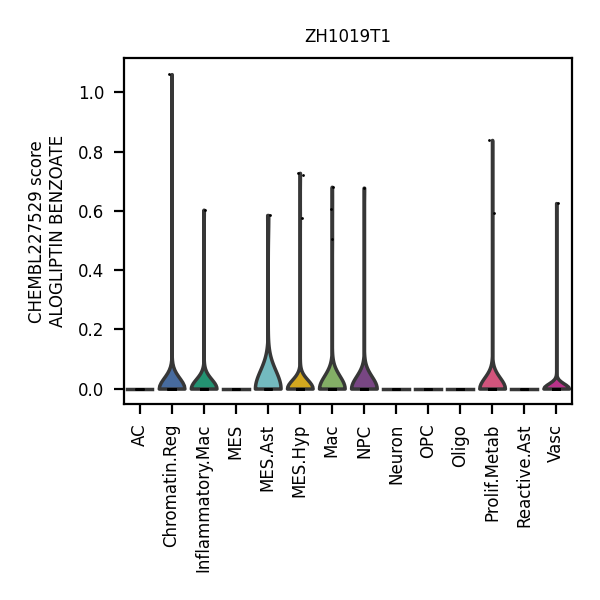 ZH1019T1
CHEMBL227529 score
ALOGLIPTIN BENZOATE
1.0
0.8
0.6
0.4
0.2
0.0
AC
Chromatin.Reg
Inflammatory.Mac
MES
MES.Ast
MES.Hyp
Mac
NPC
Neuron
OPC
Oligo
Prolif.Metab
Reactive.Ast
Vasc